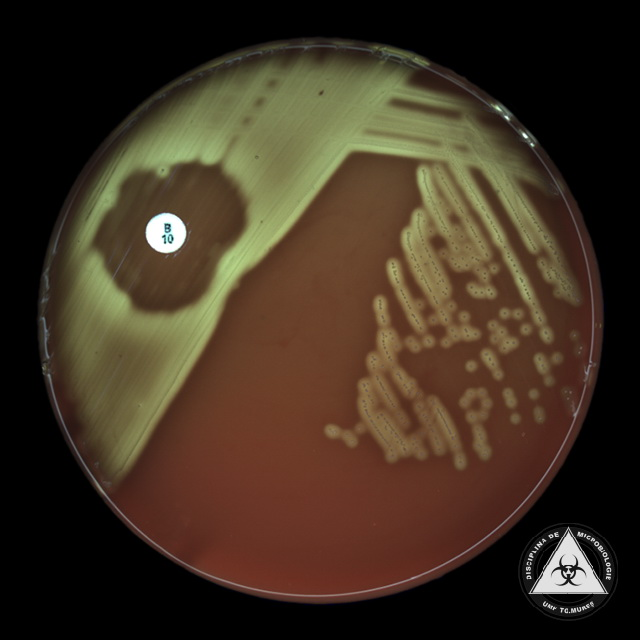 B
10
DISCIPLINA DE MICROBIOLOGIE
UMF TG.MUREȘ